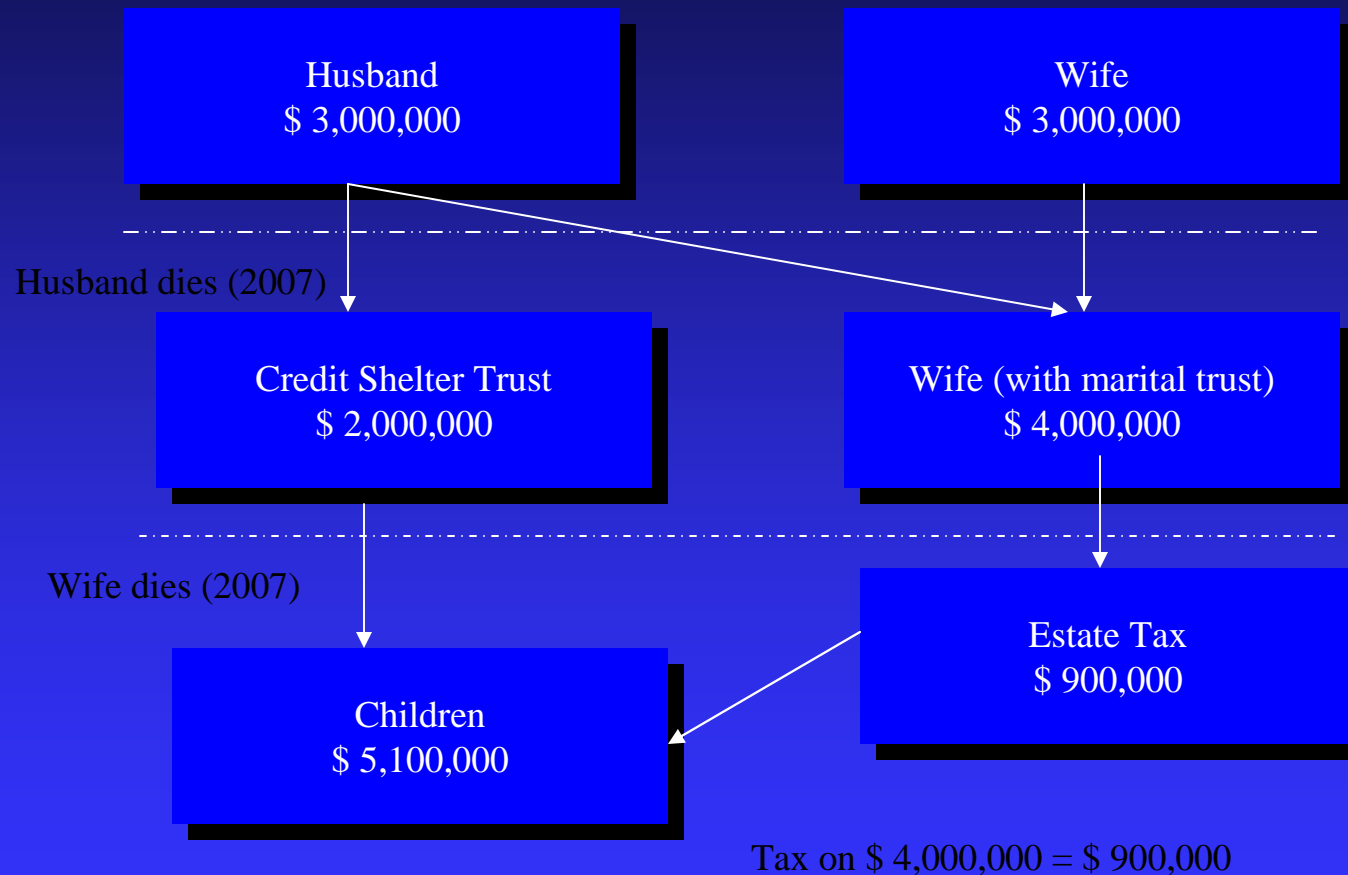 Husband
$ 3,000,000
Wife
$ 3,000,000
Husband dies (2007)
Credit Shelter Trust
$ 2,000,000
Wife (with marital trust)
$ 4,000,000
Wife dies (2007)
Estate Tax
$ 900,000
Children
$ 5,100,000
Tax on $ 4,000,000 = $ 900,000